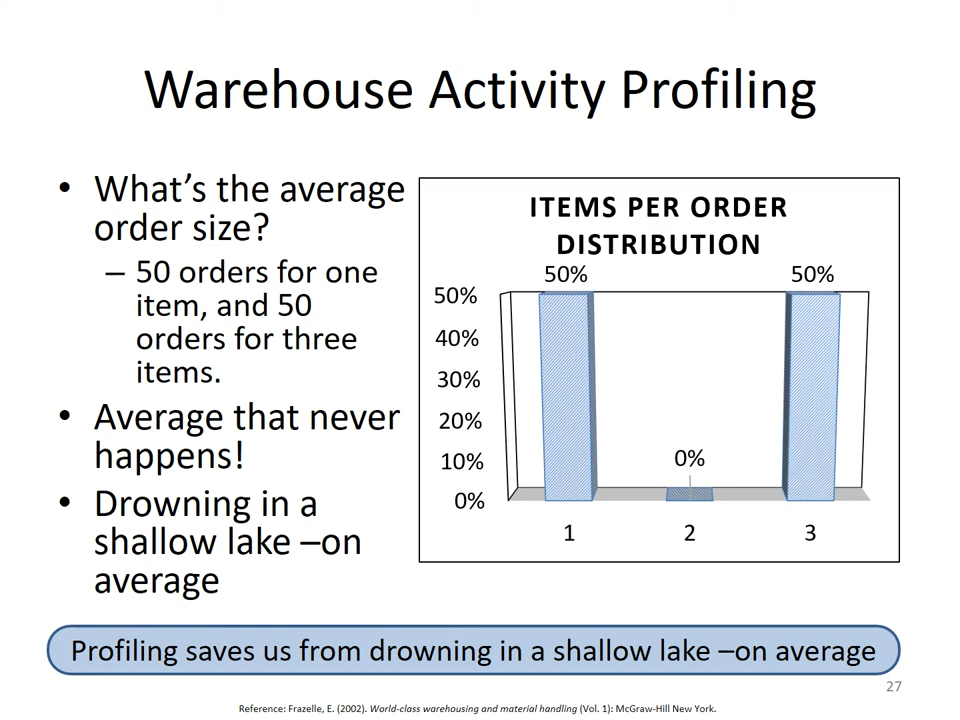 Warehouse Activity Profiling
• What’s the average
order size?
– 50 orders for one
item, and 50
orders for three
items.
• Average that never
happens!
• Drowning in a
shallow lake –on
average
ITEMS PER ORDER
DISTRIBUTION
50% 50%
50%
40%
30%
20%
10%
0%
0%
1 2 3
Profiling saves us from drowning in a shallow lake –on average
27
Reference: Frazelle, E. (2002). World-class warehousing and material handling (Vol. 1): McGraw-Hill New York.